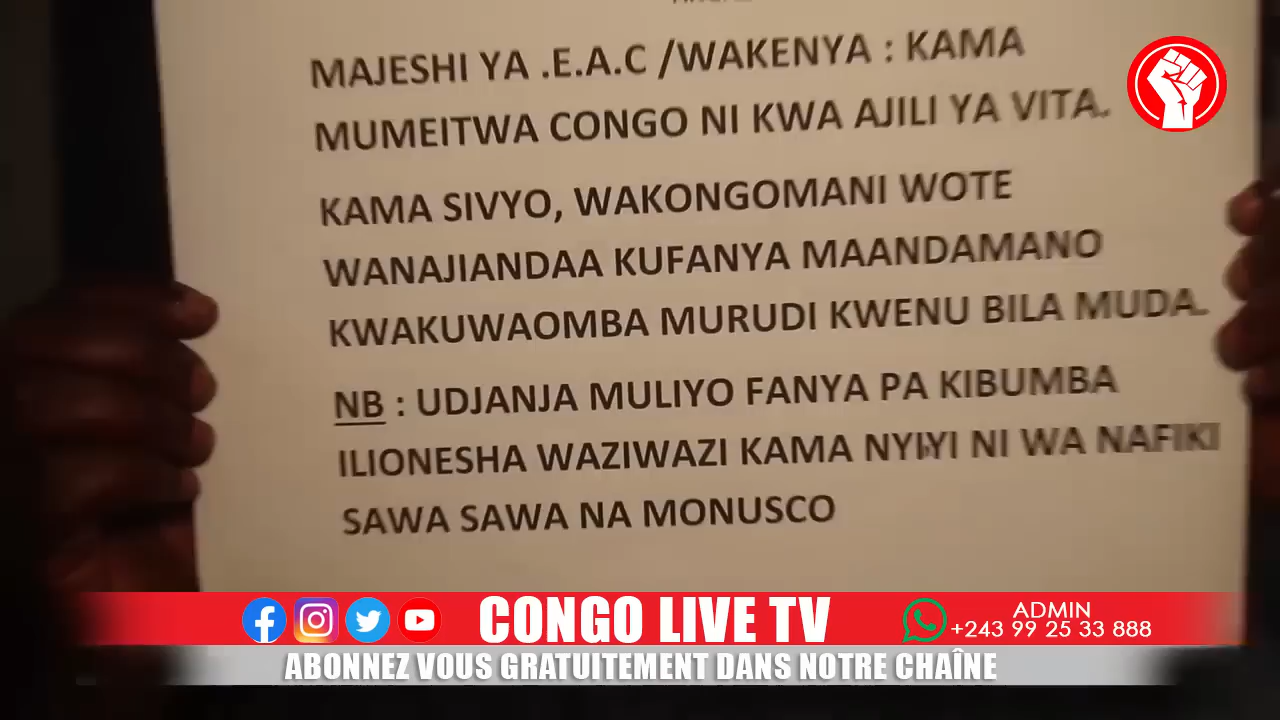 MAJESHI YA .E.A.C /WAKENYA : KAMA
MUMEITWA CONGO NI KWA AJILI YA VITA.
KAMA SIVYO, WAKONGOMANI WOTE
WANAJIANDAA KUFANYA MAANDAMANO
KWAKUWAOMBA MURUDI KWENU BILA MUDA.
NB : UDJANJA MULIYO FANYA PA KIBUMBA
ILIONESHA WAZIWAZI KAMA NYIYI NI WA NAFIKI
SAWA SAWA NA MONUSCO
CONGO LIVE TV
ADMIN
+243 99 25 33 888
ABONNEZ VOUS GRATUITEMENT DANS NOTRE CHAÎNE